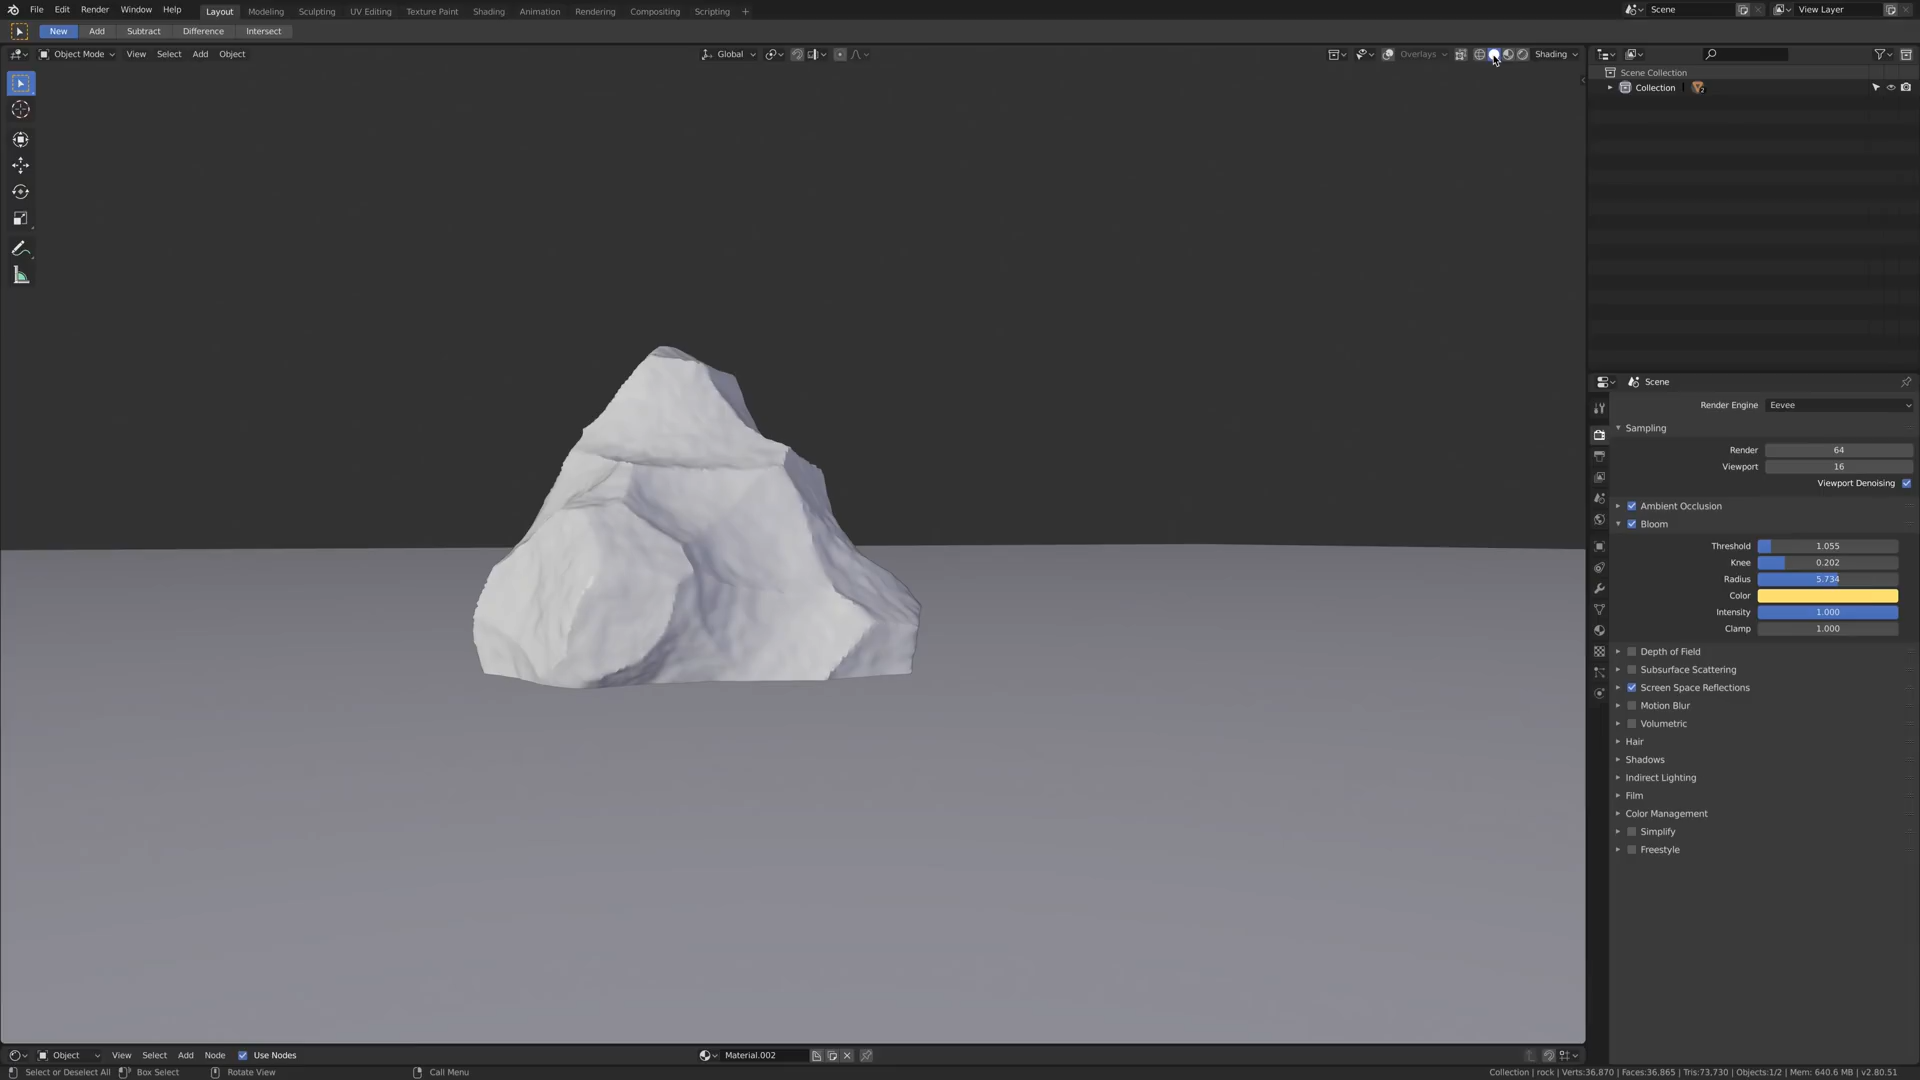 File Edit Render Window Help Layout Modeling Sculpting UV Editing Texture Paint Shading Animation Rendering Compositing Scripting + Scene View Layer
New Add Subtract Difference Intersect
Object Mode View Select Add Object Global Overlays Shading
Scene Collection
Collection 2
Scene
Render Engine Eevee
Sampling
Render 64
Viewport 16
Viewport Denoising
Ambient Occlusion
Bloom
Threshold 1.055
Knee 0.202
Radius 5.734
Color
Intensity 1.000
Clamp 1.000
Depth of Field
Subsurface Scattering
Screen Space Reflections
Motion Blur
Volumetric
Hair
Shadows
Indirect Lighting
Film
Color Management
Simplify
Freestyle
Object View Select Add Node Use Nodes Material.002
Select or Deselect All Box Select Rotate View Call Menu Collection | rock | Verts:36,870 | Faces:36,865 | Tris:73,730 | Objects:1/2 | Mem: 640.6 MB | v2.80.51